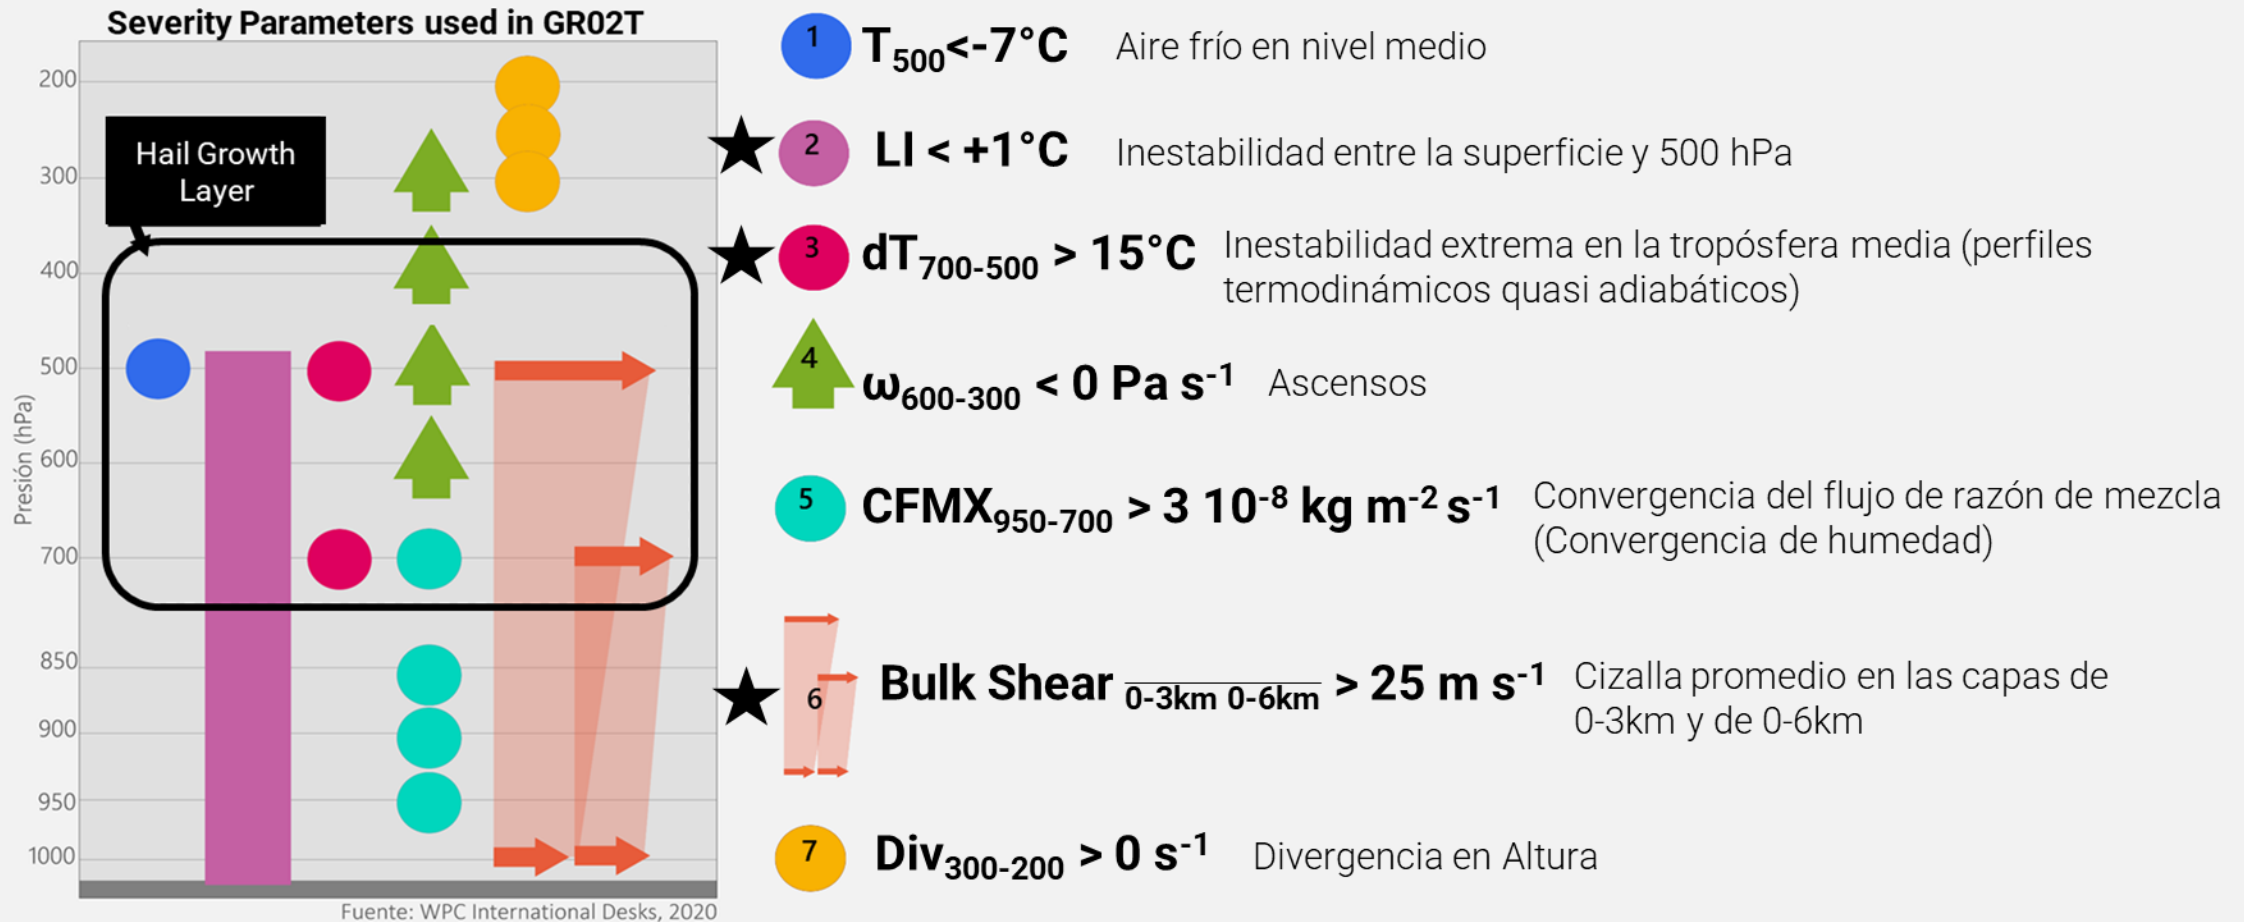 Severity Parameters used in GR02T
200
300
400
500
600
700
850
900
950
1000
Presión (hPa)
Hail Growth
Layer
Fuente: WPC International Desks, 2020
1 T500<-7°C Aire frío en nivel medio
2 LI < +1°C Inestabilidad entre la superficie y 500 hPa
3 dT700-500 > 15°C Inestabilidad extrema en la tropósfera media (perfiles
termodinámicos quasi adiabáticos)
4 ω600-300 < 0 Pa s-1 Ascensos
5 CFMX950-700 > 3 10-8 kg m-2 s-1 Convergencia del flujo de razón de mezcla
(Convergencia de humedad)
6 Bulk Shear 0-3km 0-6km > 25 m s-1 Cizalla promedio en las capas de
0-3km y de 0-6km
7 Div300-200 > 0 s-1 Divergencia en Altura